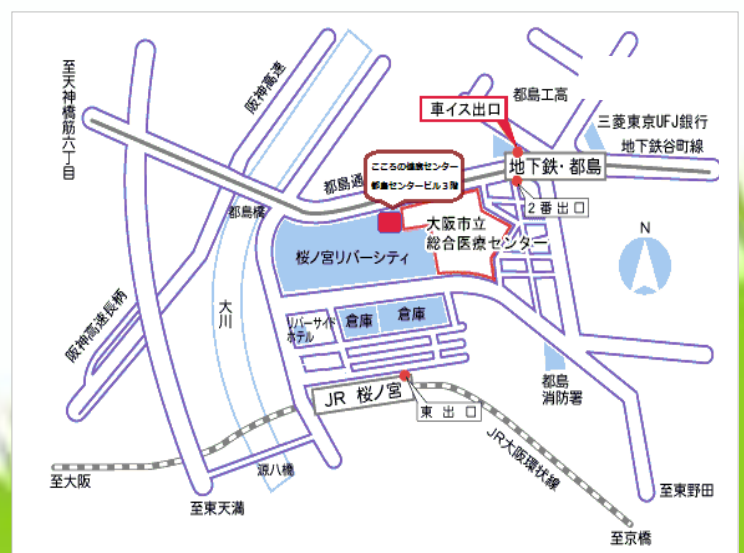 至天神橋筋六丁目
阪神高速
都島工高
車イス出口
三菱東京UFJ銀行
地下鉄谷町線
こころの健康センター
都島センタービル3階
地下鉄・都島
都島通
都島橋
2番出口
大阪市立
総合医療センター
N
桜ノ宮リバーシティ
大川
阪神高速長柄
リバーサイド
ホテル
倉庫
倉庫
都島
消防署
JR 桜ノ宮
東出口
JR大阪環状線
源八橋
至大阪
至東天満
至東野田
至京橋